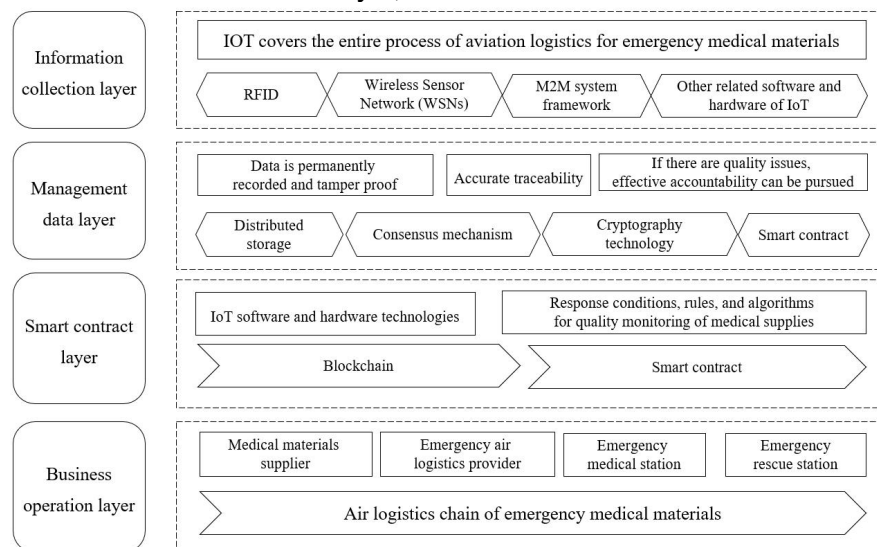 Information
collection layer
IOT covers the entire process of aviation logistics for emergency medical materials
RFID
Wireless Sensor
Network (WSNs)
M2M system
framework
Other related software and
hardware of IoT
Management
data layer
Data is permanently
recorded and tamper proof
Accurate traceability
If there are quality issues,
effective accountability can be pursued
Distributed
storage
Consensus mechanism
Cryptography
technology
Smart contract
Smart contract
layer
IoT software and hardware technologies
Response conditions, rules, and algorithms
for quality monitoring of medical supplies
Blockchain
Smart contract
Business
operation layer
Medical materials
supplier
Emergency air
logistics provider
Emergency
medical station
Emergency
rescue station
Air logistics chain of emergency medical materials